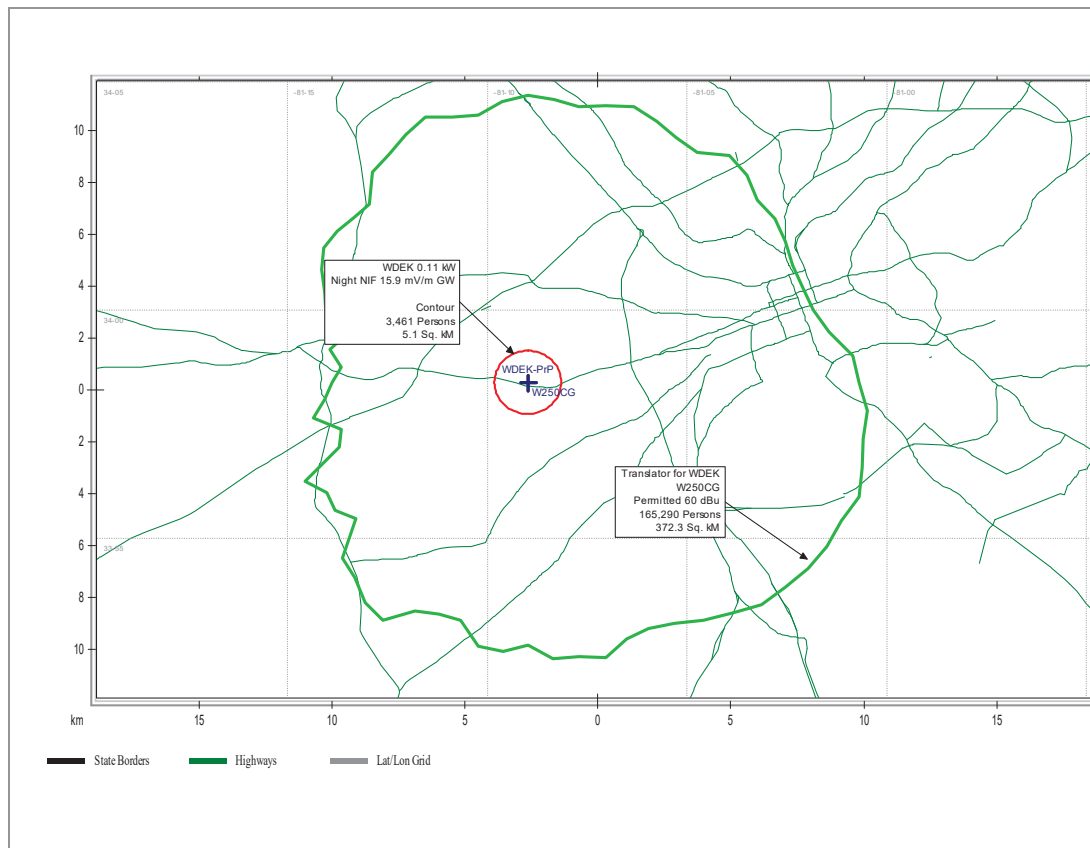 34-05
-81-15
-81-10
-81-05
-81-00
10
8
6
WDEK 0.11 kW
Night NIF 15.9 mV/m GW
Contour
3,461 Persons
5.1 Sq. kM
4
34-00
2
WDEK-PrP
0
W250CG
2
Translator for WDEK
W250CG
Permitted 60 dBu
165,290 Persons
372.3 Sq. kM
4
33-55
6
8
10
km
15
10
5
0
5
10
15
State Borders
Highways
Lat/Lon Grid